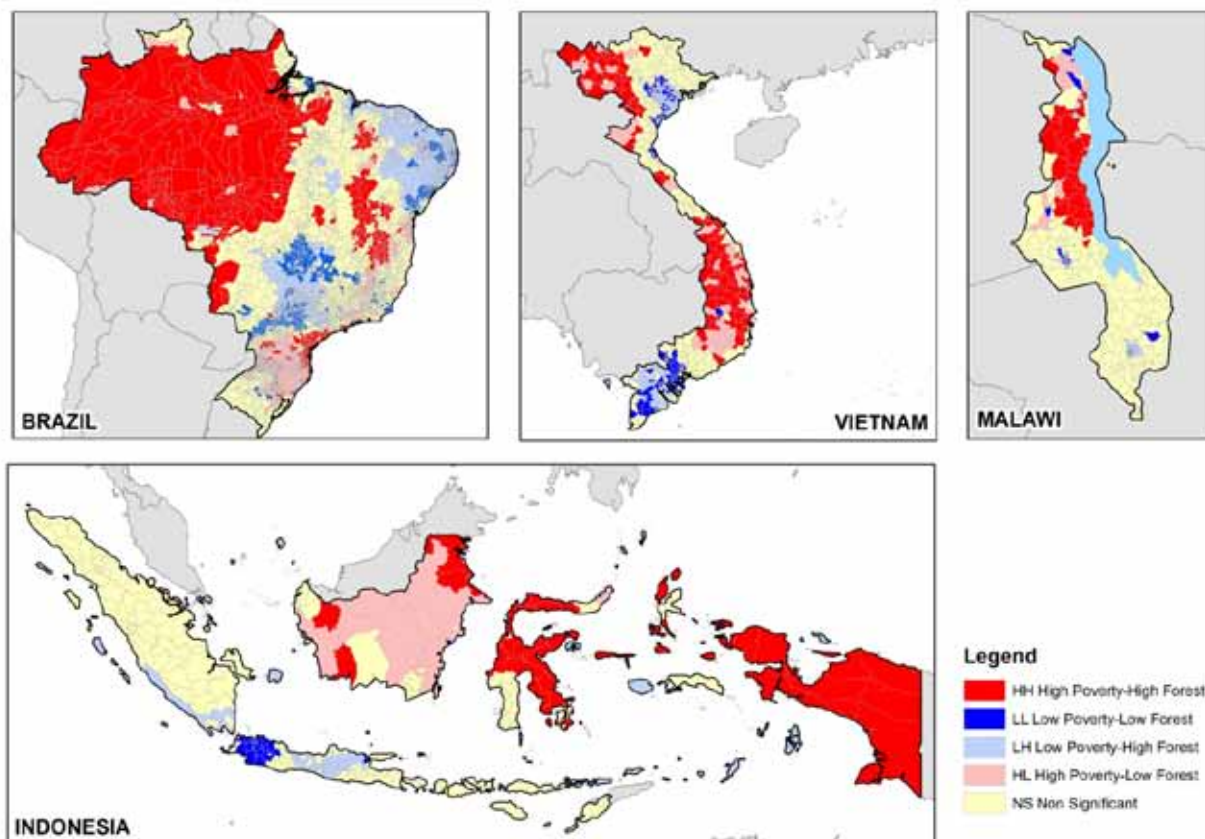 BRAZIL
VIETNAM
MALAWI
INDONESIA
Legend
HH High Poverty-High Forest
LL Low Poverty-Low Forest
LH Low Poverty-High Forest
HL High Poverty-Low Forest
NS Non Significant